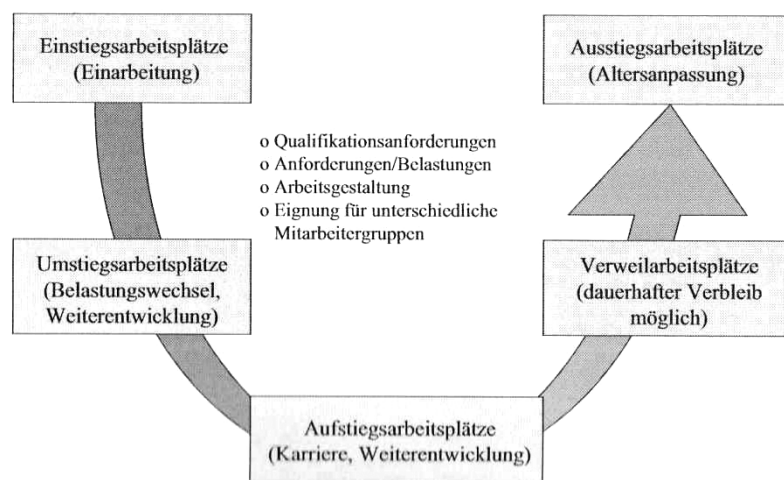 Einstiegsarbeitsplätze
(Einarbeitung)
Ausstiegsarbeitsplätze
(Altersanpassung)
o Qualifikationsanforderungen
o Anforderungen/Belastungen
o Arbeitsgestaltung
o Eignung für unterschiedliche
Mitarbeitergruppen
Umstiegsarbeitsplätze
(Belastungswechsel,
Weiterentwicklung)
Verweilarbeitsplätze
(dauerhafter Verbleib
möglich)
Aufstiegsarbeitsplätze
(Karriere, Weiterentwicklung)